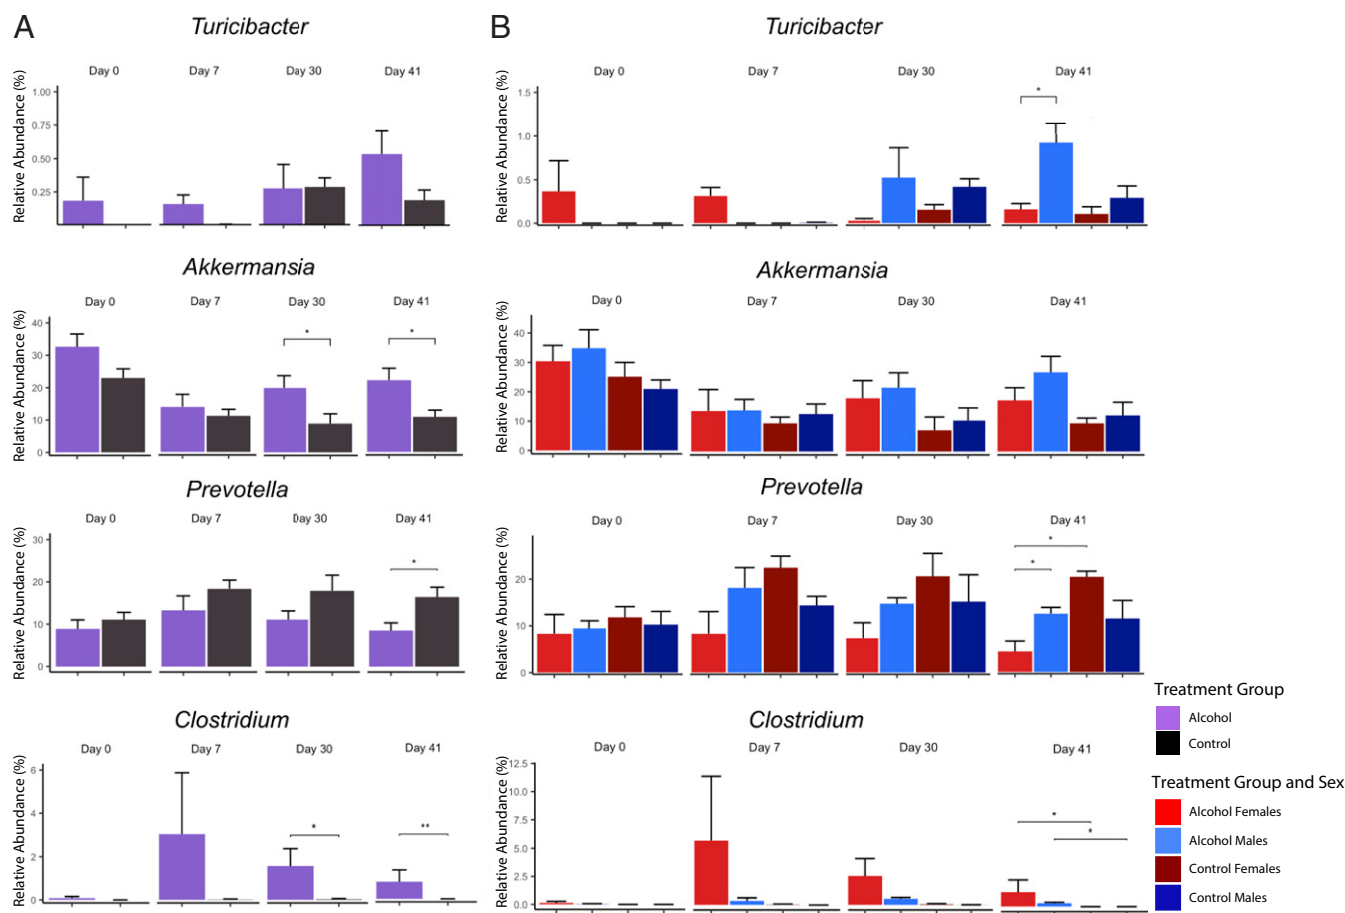 A
Turicibacter
Day 0
Day 7
Day 30
Day 41
Relative Abundance (%)
1.00
0.75
0.50
0.25
Akkermansia
Day 0
Day 7
Day 30
Day 41
Relative Abundance (%)
40
30
20
10
0
*
*
Prevotella
Day 0
Day 7
Day 30
Day 41
Relative Abundance (%)
30
20
10
0
*
Clostridium
Day 0
Day 7
Day 30
Day 41
Relative Abundance (%)
6
4
2
0
*
**
B
Turicibacter
Day 0
Day 7
Day 30
Day 41
Relative Abundance (%)
1.5
1.0
0.5
0.0
*
Akkermansia
Day 0
Day 7
Day 30
Day 41
Relative Abundance (%)
40
30
20
10
0
Prevotella
Day 0
Day 7
Day 30
Day 41
Relative Abundance (%)
20
10
0
*
*
Clostridium
Day 0
Day 7
Day 30
Day 41
Relative Abundance (%)
12.5
10.0
7.5
5.0
2.5
0.0
*
*
Treatment Group
Alcohol
Control
Treatment Group and Sex
Alcohol Females
Alcohol Males
Control Females
Control Males